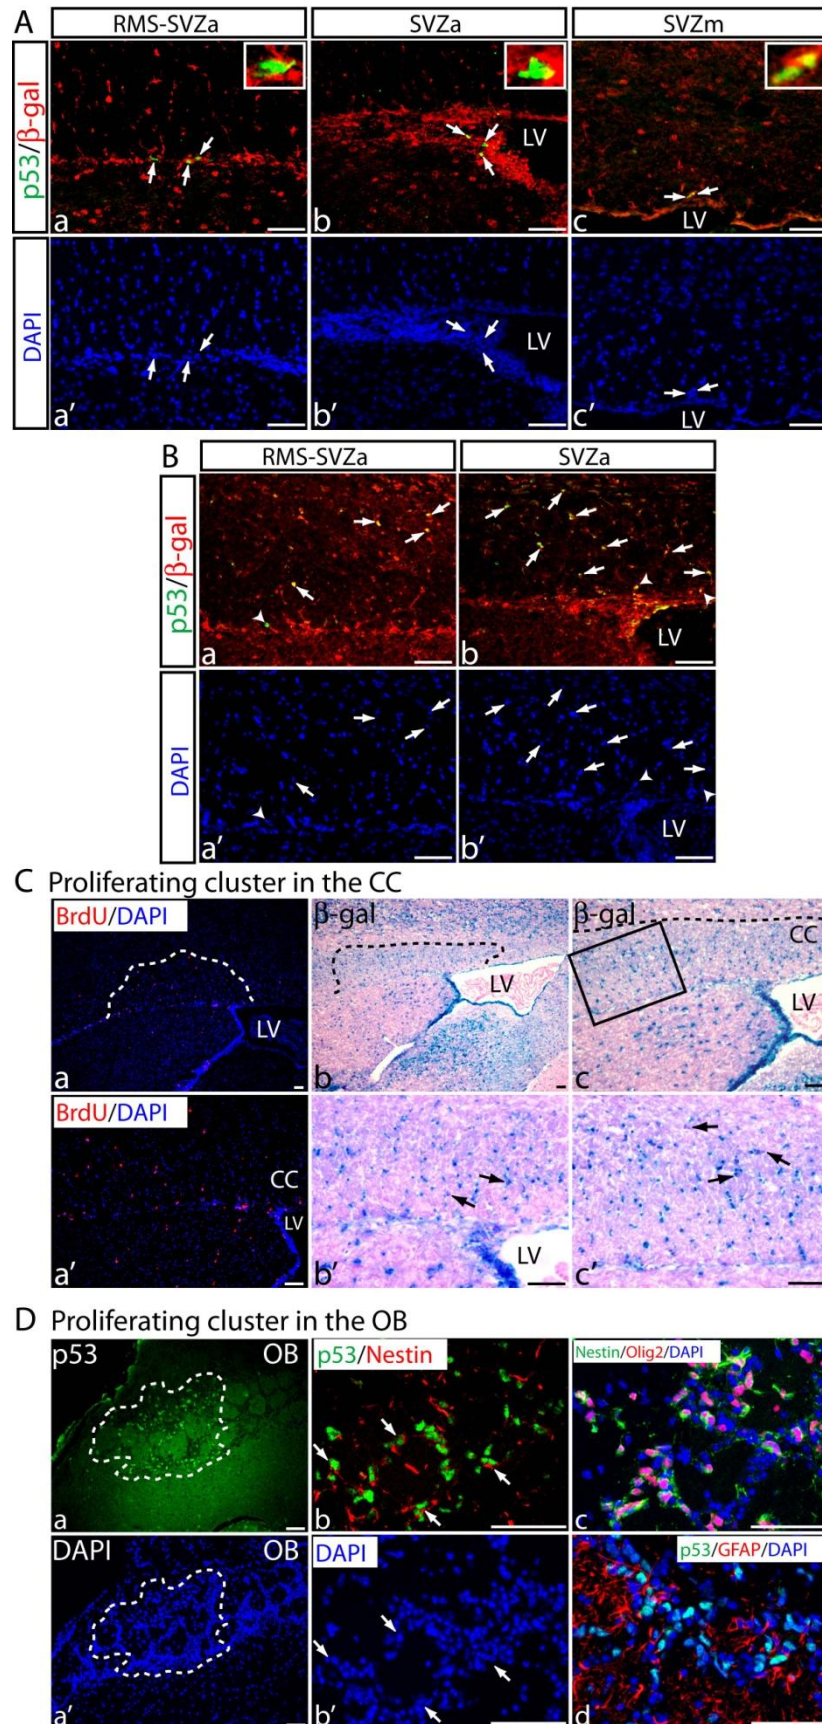 A
RMS-SVZa SVZa SVZm
p53/β-gal
a b LV c LV
DAPI
a' b' LV c' LV
B
RMS-SVZa SVZa
p53/β-gal
a b LV
DAPI
a' b' LV
C Proliferating cluster in the CC
BrdU/DAPI β-gal β-gal
CC
LV LV LV
a b c
BrdU/DAPI
CC
LV LV
a' b' c'
D Proliferating cluster in the OB
p53 OB p53/Nestin Nestin/Olig2/DAPI
a b c
DAPI OB DAPI p53/GFAP/DAPI
a' b' d